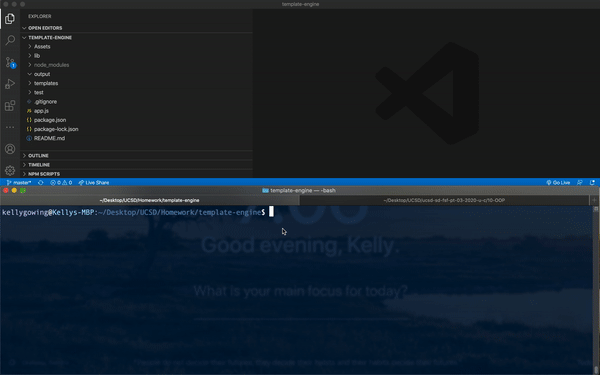 template-engine
EXPLORER
OPEN EDITORS
TEMPLATE-ENGINE
Assets
lib
node_modules
output
templates
test
.gitignore
app.js
package.json
package-lock.json
README.md
OUTLINE
TIMELINE
NPM SCRIPTS
master* 0 0 Live Share Go Live
template-engine — -bash
~/Desktop/UCSD/Homework/template-engine ~/Desktop/UCSD/ucsd-sd-fsf-pt-03-2020-u-c/10-OOP
kellygowing@Kellys-MBP:~/Desktop/UCSD/Homework/template-engine$
Good evening, Kelly.
What is your main focus for today?